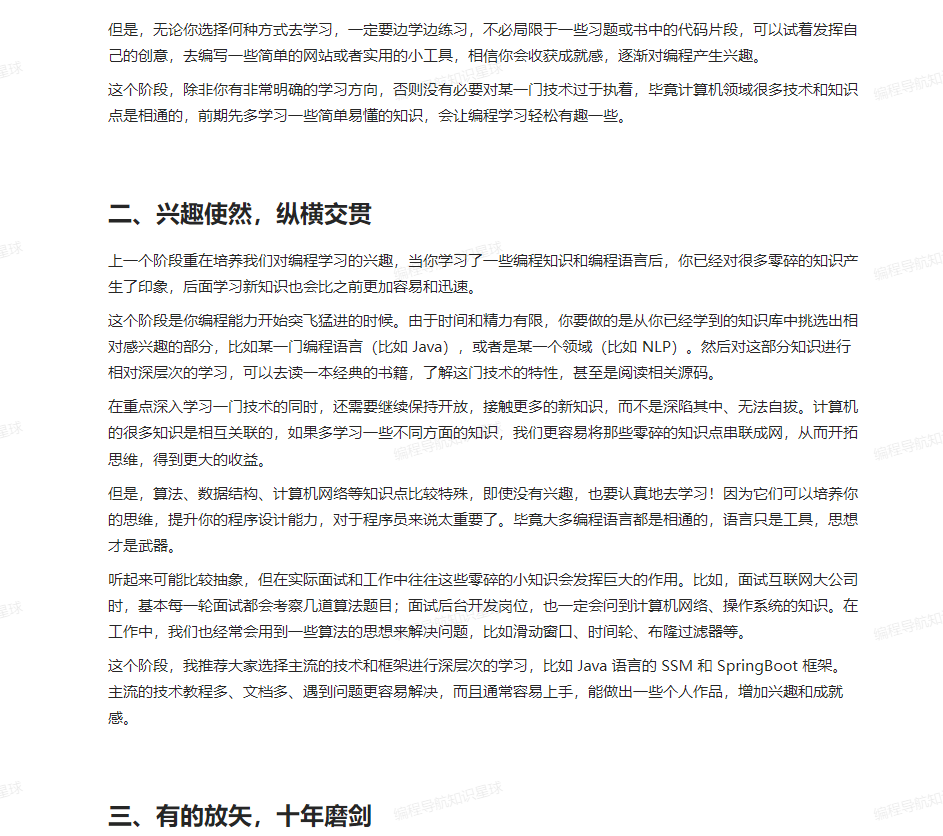 但是，无论你选择何种方式去学习，一定要边学边练习，不必局限于一些习题或书中的代码片段，可以试着发挥自
己的创意，去编写一些简单的网站或者实用的小工具，相信你会收获成就感，逐渐对编程产生兴趣。
这个阶段，除非你有非常明确的学习方向，否则没有必要对某一门技术过于执着，毕竟计算机领域很多技术和知识
点是相通的，前期先多学习一些简单易懂的知识，会让编程学习轻松有趣一些。
二、兴趣使然，纵横交贯
上一个阶段重在培养我们对编程学习的兴趣，当你学习了一些编程知识和编程语言后，你已经对很多零碎的知识产
生了印象，后面学习新知识也会比之前更加容易和迅速。
这个阶段是你编程能力开始突飞猛进的时候。由于时间和精力有限，你要做的是从你已经学到的知识库中挑选出相
对感兴趣的部分，比如某一门编程语言（比如 Java），或者是某一个领域（比如 NLP）。然后对这部分知识进行
相对深层次的学习，可以去读一本经典的书籍，了解这门技术的特性，甚至是阅读相关源码。
在重点深入学习一门技术的同时，还需要继续保持开放，接触更多的新知识，而不是深陷其中、无法自拔。计算机
的很多知识是相互关联的，如果多学习一些不同方面的知识，我们更容易将那些零碎的知识点串联成网，从而开拓
思维，得到更大的收益。
但是，算法、数据结构、计算机网络等知识点比较特殊，即使没有兴趣，也要认真地去学习！因为它们可以培养你
的思维，提升你的程序设计能力，对于程序员来说太重要了。毕竟大多编程语言都是相通的，语言只是工具，思想
才是武器。
听起来可能比较抽象，但在实际面试和工作中往往这些零碎的小知识会发挥巨大的作用。比如，面试互联网大公司
时，基本每一轮面试都会考察几道算法题目；面试后台开发岗位，也一定会问到计算机网络、操作系统的知识。在
工作中，我们也经常会用到一些算法的思想来解决问题，比如滑动窗口、时间轮、布隆过滤器等。
这个阶段，我推荐大家选择主流的技术和框架进行深层次的学习，比如 Java 语言的 SSM 和 SpringBoot 框架。
主流的技术教程多、文档多、遇到问题更容易解决，而且通常容易上手，能做出一些个人作品，增加兴趣和成就
感。
编程导航知识星球
三、有的放矢，十年磨剑